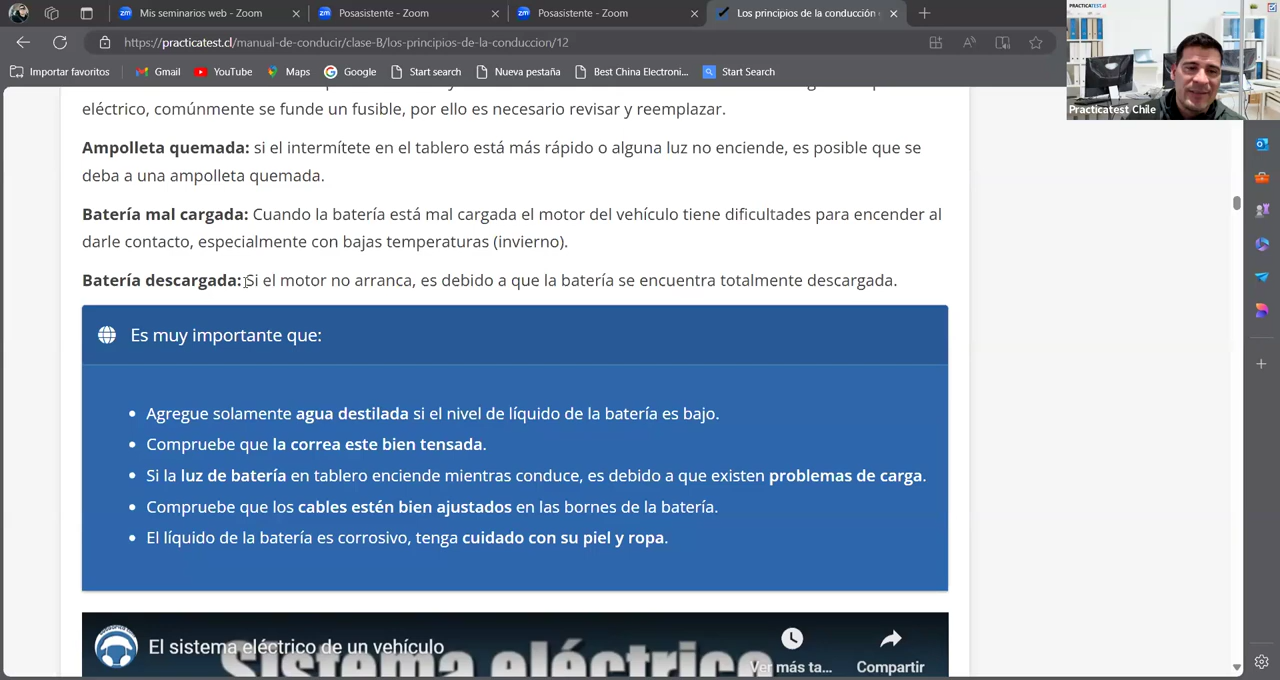 Mis seminarios web - Zoom
Posasistente - Zoom
Posasistente - Zoom
Los principios de la conducción
https://practicatest.cl/manual-de-conducir/clase-B/los-principios-de-la-conduccion/12
Importar favoritos
Gmail
YouTube
Maps
Google
Start search
Nueva pestaña
Best China Electroni...
Start Search
PRACTICATEST.cl
Practicatest Chile
eléctrico, comúnmente se funde un fusible, por ello es necesario revisar y reemplazar.
Ampolleta quemada: si el intermítete en el tablero está más rápido o alguna luz no enciende, es posible que se
deba a una ampolleta quemada.
Batería mal cargada: Cuando la batería está mal cargada el motor del vehículo tiene dificultades para encender al
darle contacto, especialmente con bajas temperaturas (invierno).
Batería descargada: Si el motor no arranca, es debido a que la batería se encuentra totalmente descargada.
Es muy importante que:
• Agregue solamente agua destilada si el nivel de líquido de la batería es bajo.
• Compruebe que la correa este bien tensada.
• Si la luz de batería en tablero enciende mientras conduce, es debido a que existen problemas de carga.
• Compruebe que los cables estén bien ajustados en las bornes de la batería.
• El líquido de la batería es corrosivo, tenga cuidado con su piel y ropa.
El sistema eléctrico de un vehículo
Sistema eléctrico
Ver más ta...
Compartir